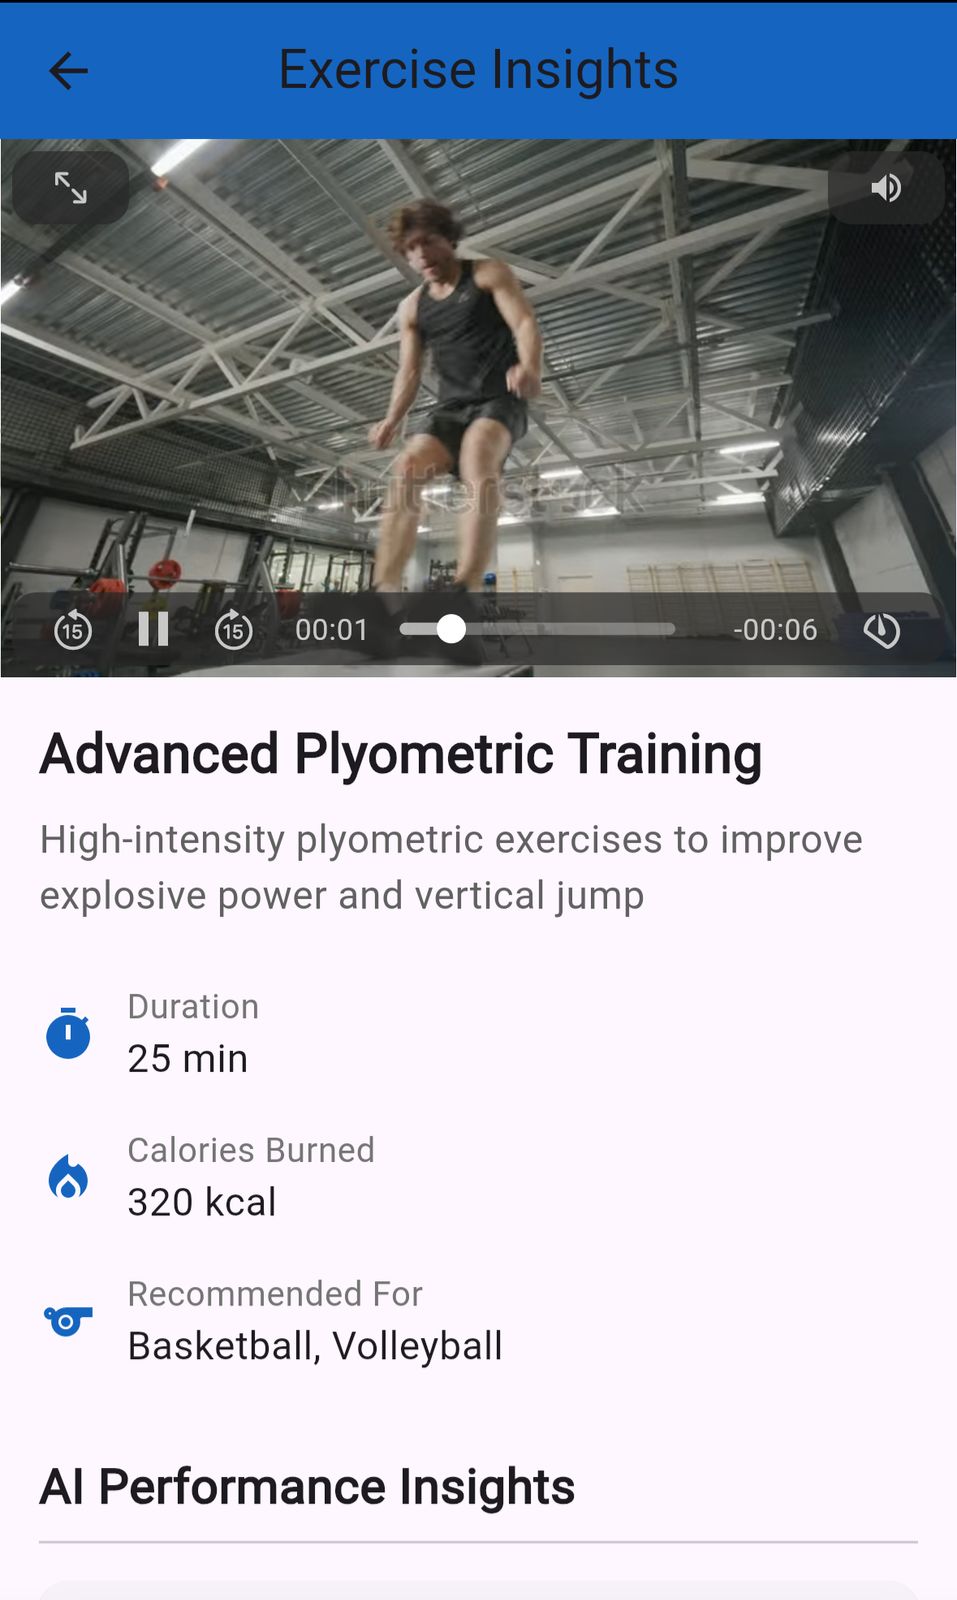 Exercise Insights
shutterstock
15
15
00:01
-00:06
Advanced Plyometric Training
High-intensity plyometric exercises to improve
explosive power and vertical jump
Duration
25 min
Calories Burned
320 kcal
Recommended For
Basketball, Volleyball
AI Performance Insights